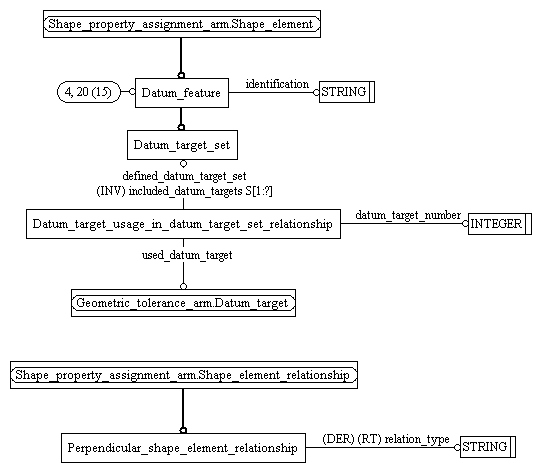 Shape_property_assignment_arm.Shape_element
4, 20 (15)
Datum_feature
identification
STRING
Datum_target_set
defined_datum_target_set
(INV) included_datum_targets S[1:?]
Datum_target_usage_in_datum_target_set_relationship
datum_target_number
INTEGER
used_datum_target
Geometric_tolerance_arm.Datum_target
Shape_property_assignment_arm.Shape_element_relationship
Perpendicular_shape_element_relationship
(DER) (RT) relation_type
STRING